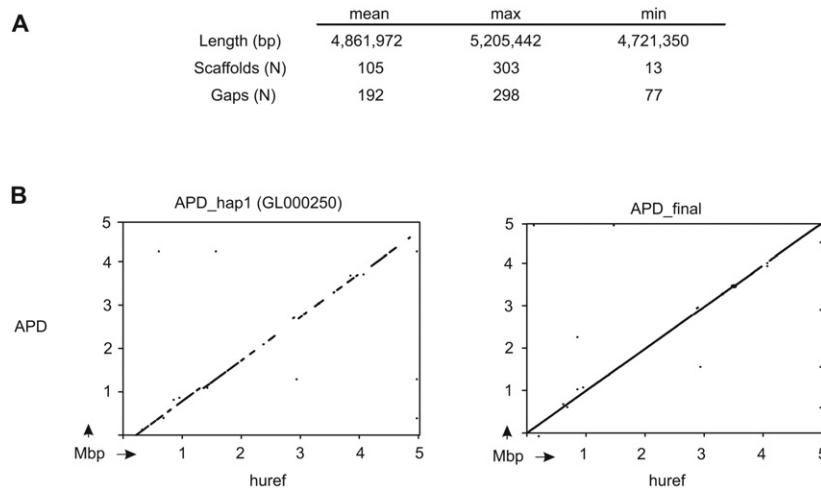 A
mean max min
Length (bp) 4,861,972 5,205,442 4,721,350
Scaffolds (N) 105 303 13
Gaps (N) 192 298 77
B
APD_hap1 (GL000250)
5
4
3
2
1
APD
Mbp
1 2 3 4 5
huref
APD_final
5
4
3
2
1
Mbp
1 2 3 4 5
huref